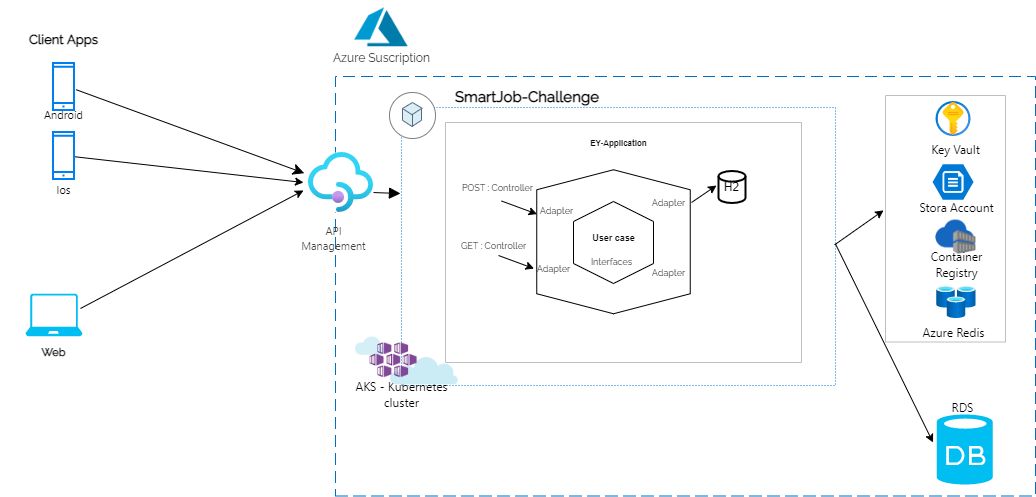 Client Apps
Android
Ios
Web
Azure Suscription
API
Management
SmartJob-Challenge
EY-Application
POST : Controller
GET : Controller
Adapter
Adapter
Adapter
Adapter
User case
Interfaces
H2
AKS - Kubernetes
cluster
Key Vault
Stora Account
Container
Registry
Azure Redis
RDS
DB